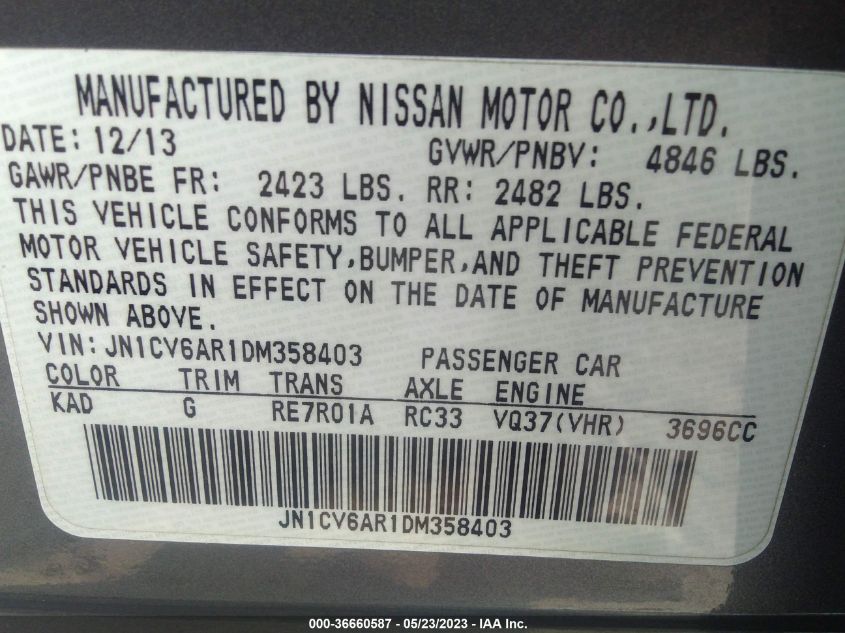 MANUFACTURED BY NISSAN MOTOR CO.,LTD.
DATE: 12/13 GVWR/PNBV: 4846 LBS.
GAWR/PNBE FR: 2423 LBS. RR: 2482 LBS.
THIS VEHICLE CONFORMS TO ALL APPLICABLE FEDERAL
MOTOR VEHICLE SAFETY,BUMPER,AND THEFT PREVENTION
STANDARDS IN EFFECT ON THE DATE OF MANUFACTURE
SHOWN ABOVE.
VIN:JN1CV6AR1DM358403 PASSENGER CAR
COLOR TRIM TRANS AXLE ENGINE
KAD G RE7R01A RC33 VQ37(VHR) 3696CC
JN1CV6AR1DM358403
000-36660587 - 05/23/2023 - IAA Inc.